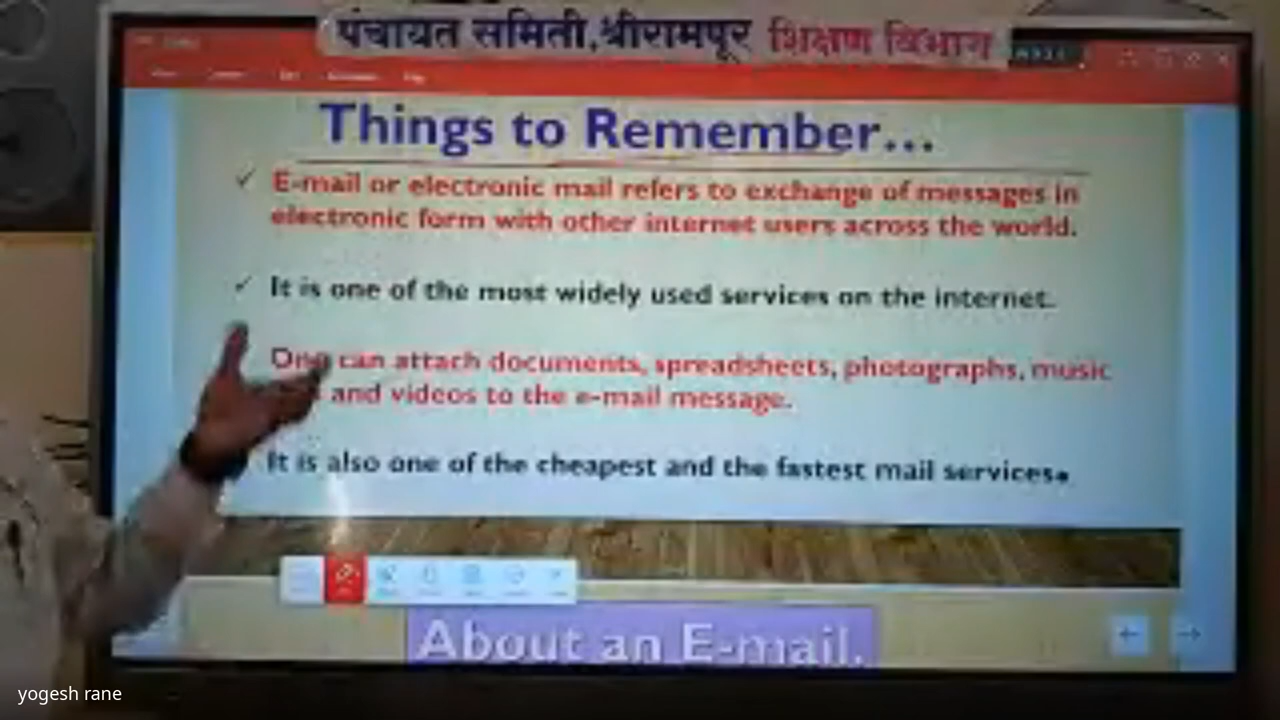 पंचायत समिती,श्रीरामपूर शिक्षण विभाग
Things to Remember...
✓ E-mail or electronic mail refers to exchange of messages in
electronic form with other internet users across the world.
✓ It is one of the most widely used services on the internet.
One can attach documents, spreadsheets, photographs, music
and videos to the e-mail message.
It is also one of the cheapest and the fastest mail services.
About an E-mail.
yogesh rane